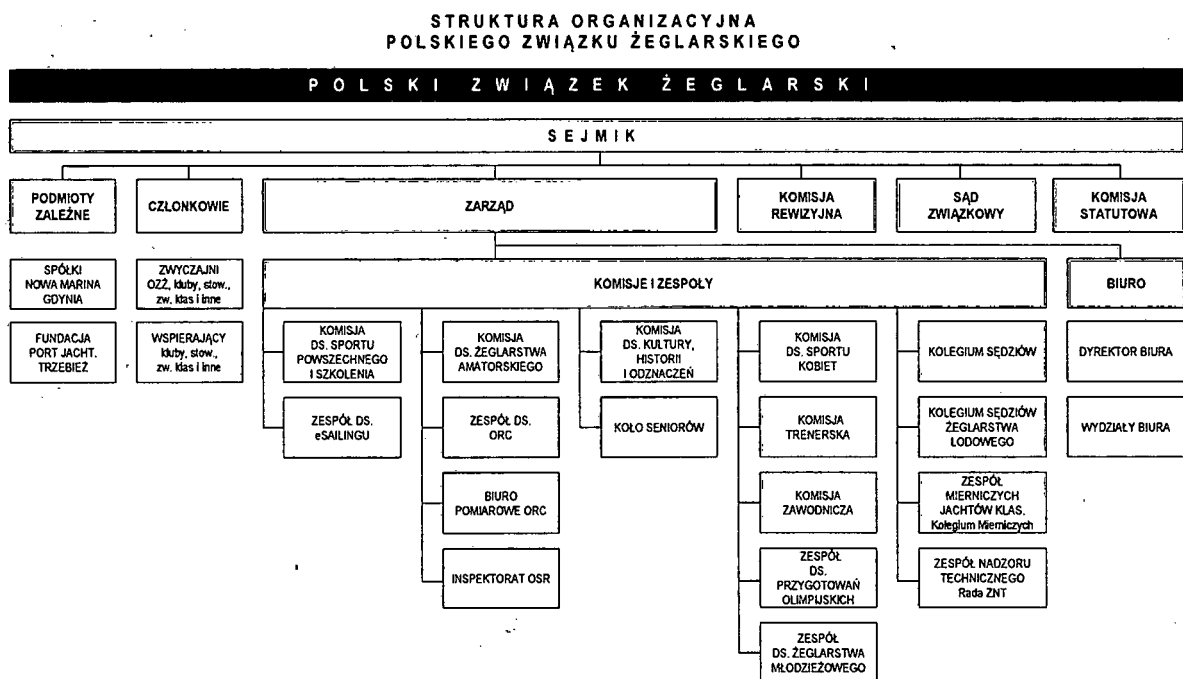 STRUKTURA ORGANIZACYJNA
POLSKIEGO ZWIĄZKU ŻEGLARSKIEGO
POLSKI ZWIĄZEK ŻEGLARSKI
SEJMIK
PODMIOTY
ZALEŻNE
CZŁONKOWIE
ZARZĄD
KOMISJA
REWIZYJNA
SĄD
ZWIĄZKOWY
KOMISJA
STATUTOWA
SPÓŁKI
NOWA MARINA
GDYNIA
ZWYCZAJNI
OZŻ, kluby, stow.,
zw. klas i inne
KOMISJE I ZESPOŁY
BIURO
FUNDACJA
PORT JACHT.
TRZEBIEŻ
WSPIERAJĄCY
kluby, stow.,
zw. klas i inne
KOMISJA
DS. SPORTU
POWSZECHNEGO
I SZKOLENIA
KOMISJA
DS. ŻEGLARSTWA
AMATORSKIEGO
KOMISJA
DS. KULTURY,
HISTORII
I ODZNACZEŃ
KOMISJA
DS. SPORTU
KOBIET
KOLEGIUM SĘDZIÓW
DYREKTOR BIURA
ZESPÓŁ DS.
eSAILINGU
ZESPÓŁ DS.
ORC
KOŁO SENIORÓW
KOMISJA
TRENERSKA
KOLEGIUM SĘDZIÓW
ŻEGLARSTWA
LODOWEGO
WYDZIAŁY BIURA
BIURO
POMIAROWE ORC
KOMISJA
ZAWODNICZA
ZESPÓŁ
MIERNICZYCH
JACHTÓW KLAS.
Kolegium Mierniczych
INSPEKTORAT OSR
ZESPÓŁ
DS.
PRZYGOTOWAŃ
OLIMPIJSKICH
ZESPÓŁ NADZORU
TECHNICZNEGO
Rada ZNT
ZESPÓŁ
DS. ŻEGLARSTWA
MŁODZIEŻOWEGO